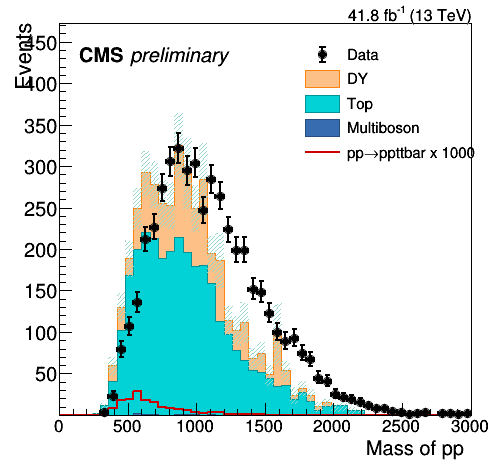 41.8 fb⁻¹ (13 TeV)
Events
CMS preliminary
Data
DY
Top
Multiboson
pp→ppttbar x 1000
450
400
350
300
250
200
150
100
50
0 500 1000 1500 2000 2500 3000
Mass of pp